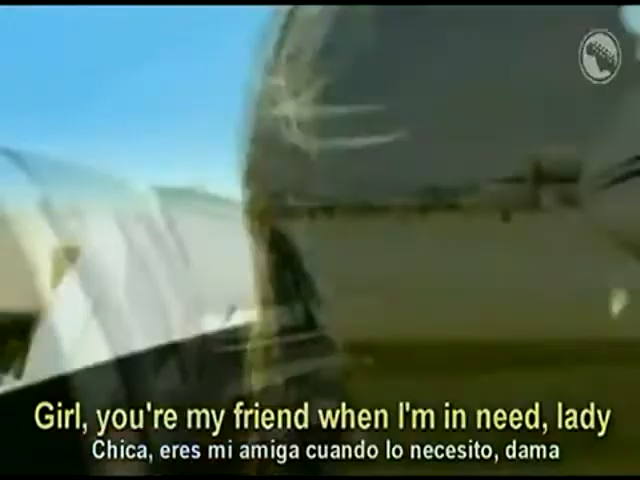 Girl, you're my friend when I'm in need, lady
Chica, eres mi amiga cuando lo necesito, dama